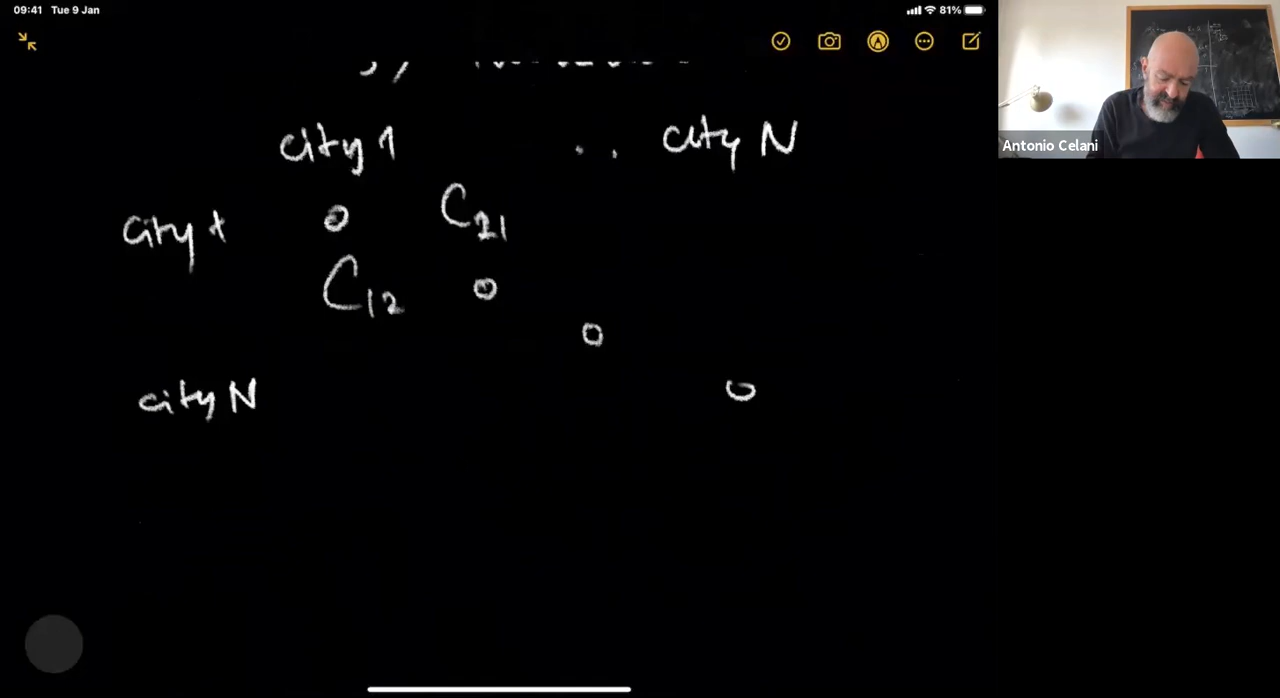 09:41 Tue 9 Jan 81%
city 1 .. city N
city 1 0 C21
C12 0
0
city N 0
Antonio Celani